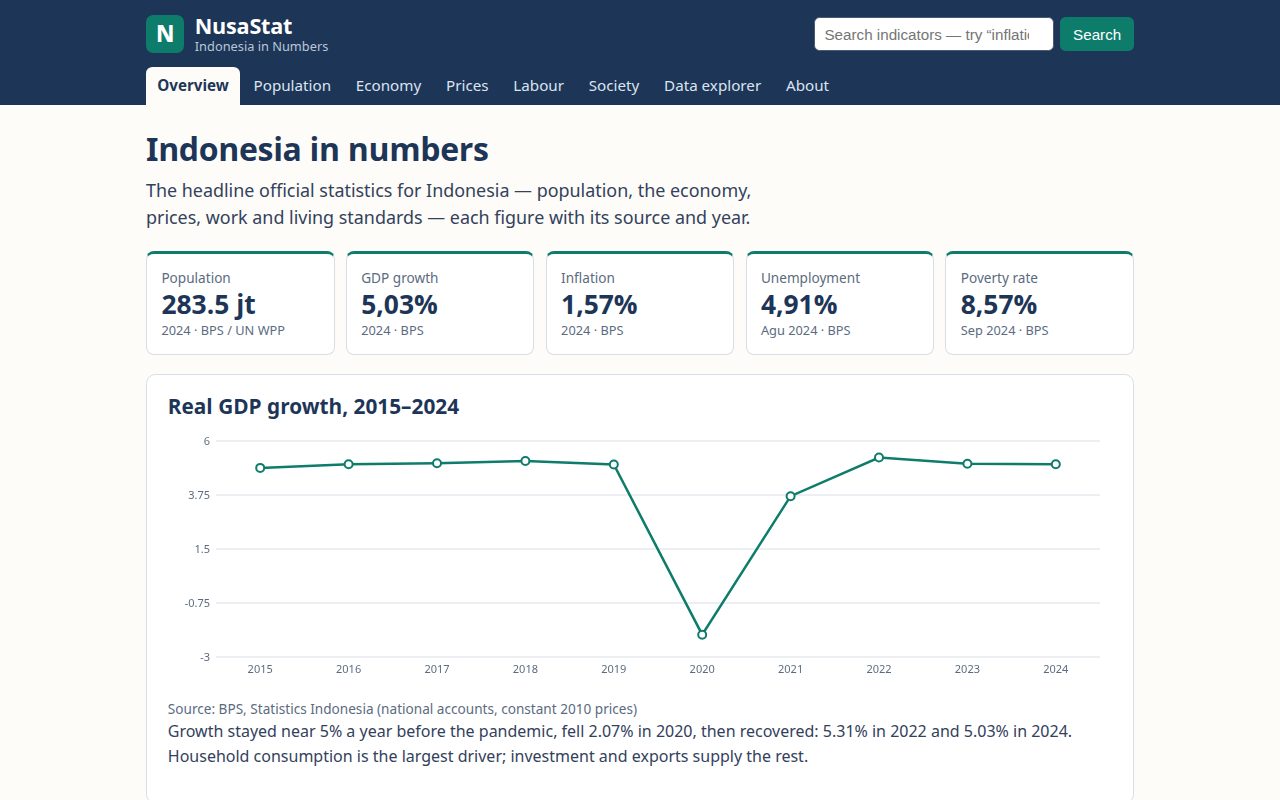 N
NusaStat
Indonesia in Numbers
Search indicators — try “inflati
Search
Overview
Population
Economy
Prices
Labour
Society
Data explorer
About
Indonesia in numbers
The headline official statistics for Indonesia — population, the economy,
prices, work and living standards — each figure with its source and year.
Population
283.5 jt
2024 · BPS / UN WPP
GDP growth
5,03%
2024 · BPS
Inflation
1,57%
2024 · BPS
Unemployment
4,91%
Agu 2024 · BPS
Poverty rate
8,57%
Sep 2024 · BPS
Real GDP growth, 2015–2024
6
3.75
1.5
-0.75
-3
2015
2016
2017
2018
2019
2020
2021
2022
2023
2024
Source: BPS, Statistics Indonesia (national accounts, constant 2010 prices)
Growth stayed near 5% a year before the pandemic, fell 2.07% in 2020, then recovered: 5.31% in 2022 and 5.03% in 2024.
Household consumption is the largest driver; investment and exports supply the rest.